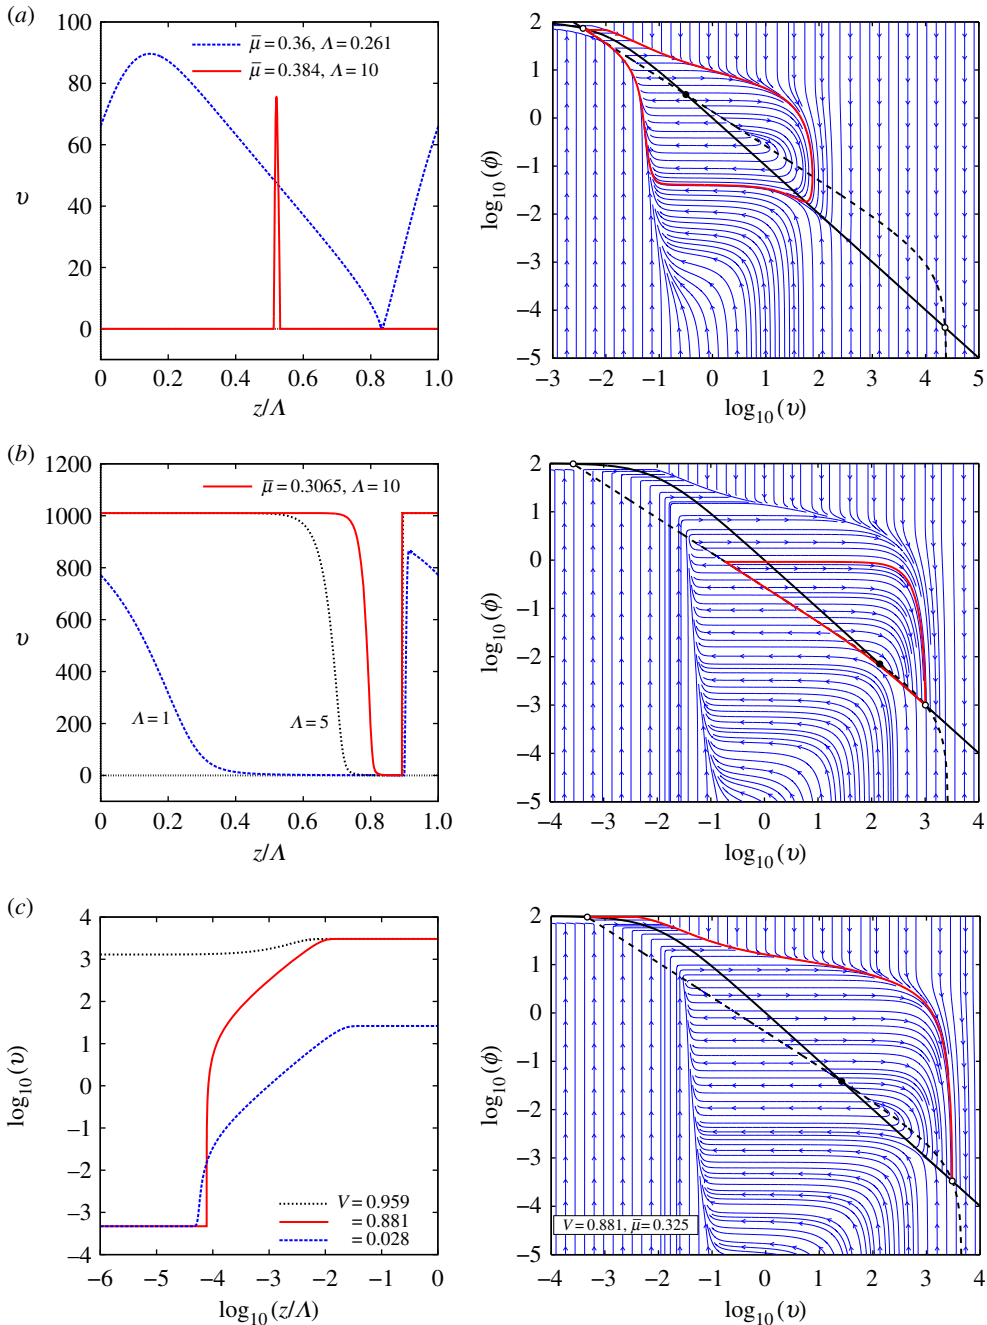 (a)
100
80
60
40
20
0
υ
μ̄ = 0.36, Λ = 0.261
μ̄ = 0.384, Λ = 10
0 0.2 0.4 0.6 0.8 1.0
z/Λ
2
1
0
−1
−2
−3
−4
−5
log10(ϕ)
−3 −2 −1 0 1 2 3 4 5
log10(υ)
(b)
1200
1000
800
600
400
200
0
υ
μ̄ = 0.3065, Λ = 10
Λ = 1
Λ = 5
0 0.2 0.4 0.6 0.8 1.0
z/Λ
2
1
0
−1
−2
−3
−4
−5
log10(ϕ)
−4 −3 −2 −1 0 1 2 3 4
log10(υ)
(c)
4
3
2
1
0
−1
−2
−3
−4
log10(υ)
V = 0.959
= 0.881
= 0.028
−6 −5 −4 −3 −2 −1 0
log10(z/Λ)
2
1
0
−1
−2
−3
−4
−5
log10(ϕ)
V = 0.881, μ̄ = 0.325
−4 −3 −2 −1 0 1 2 3 4
log10(υ)